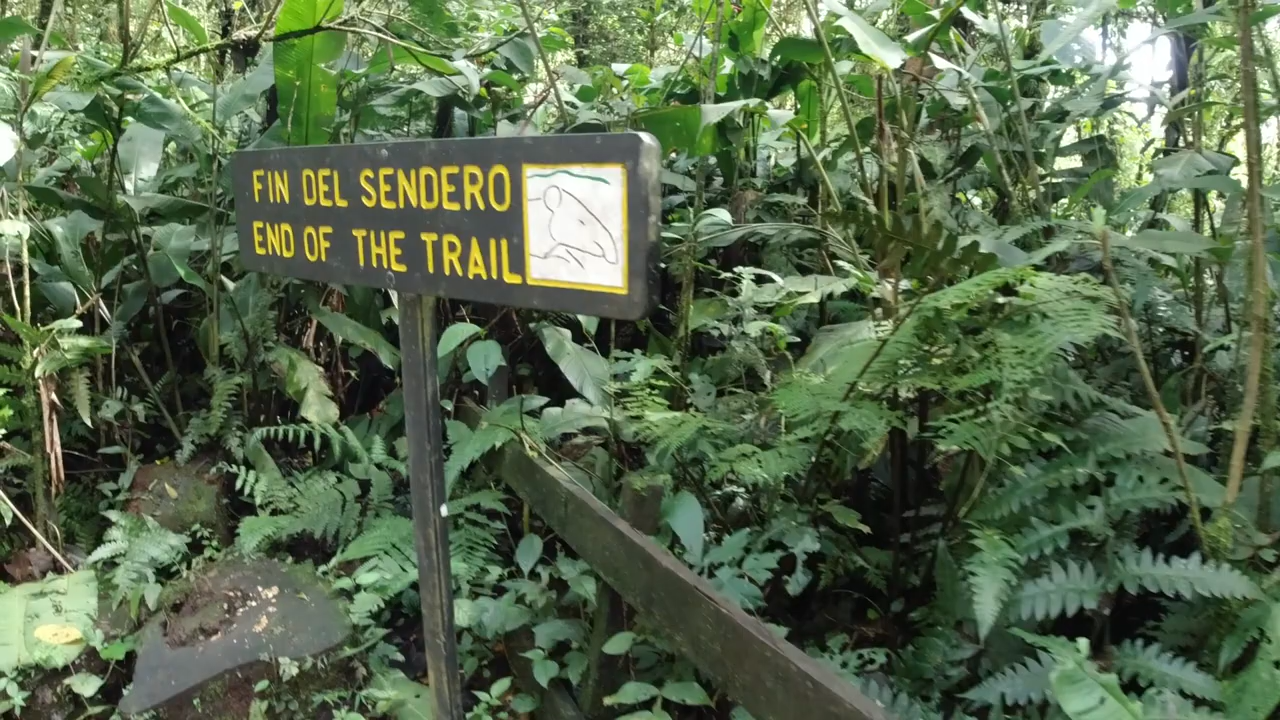 FIN DEL SENDERO
END OF THE TRAIL